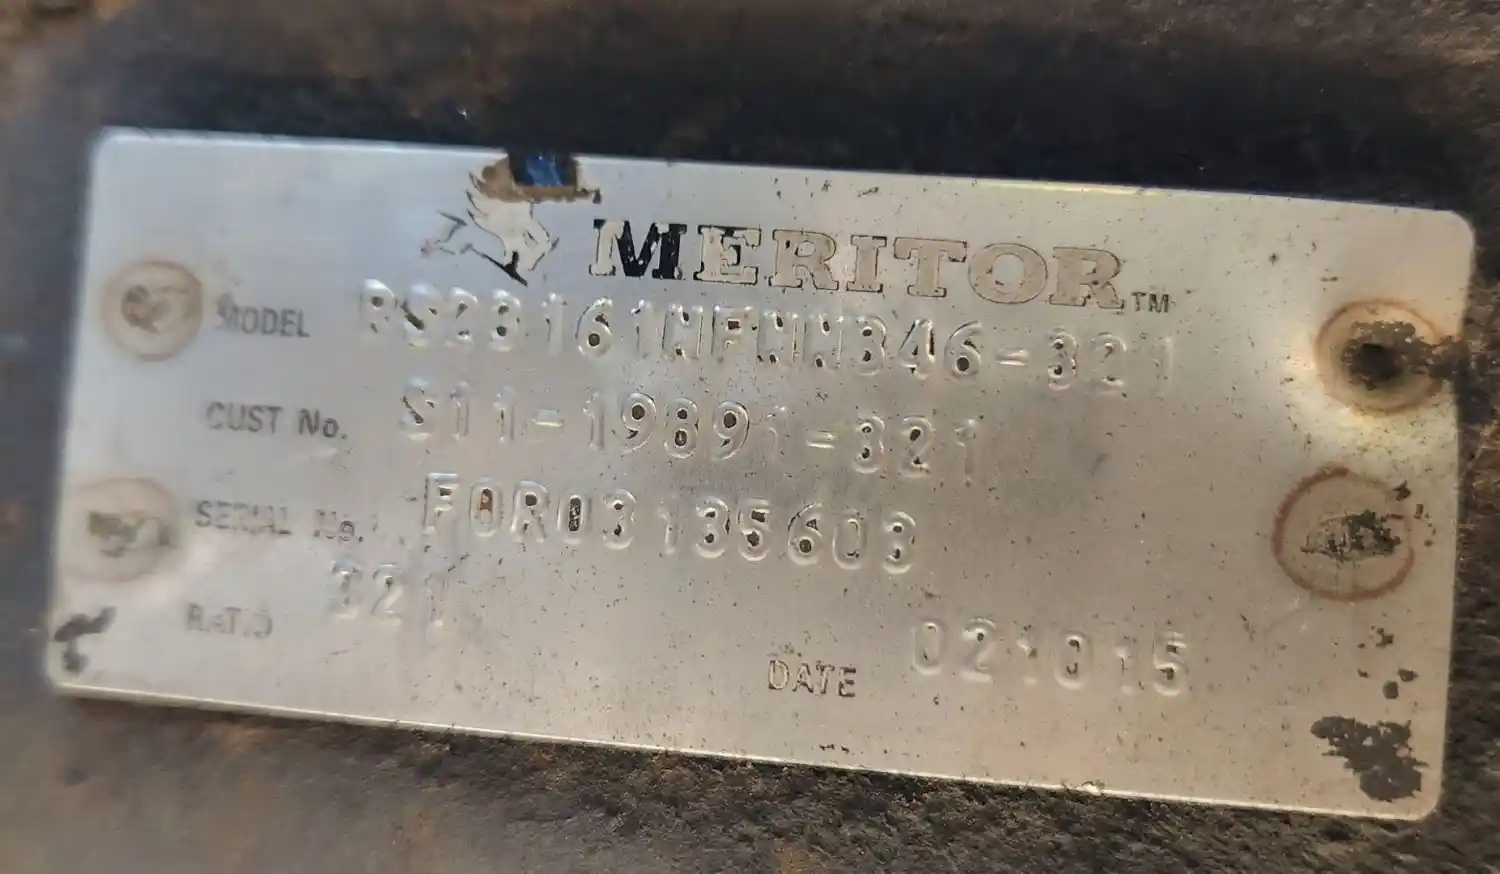 MERITOR™
MODEL RS23161NFNN346-321
CUST No. S11-19891-321
SERIAL No. FOR03135603
RATIO 321
DATE 021015